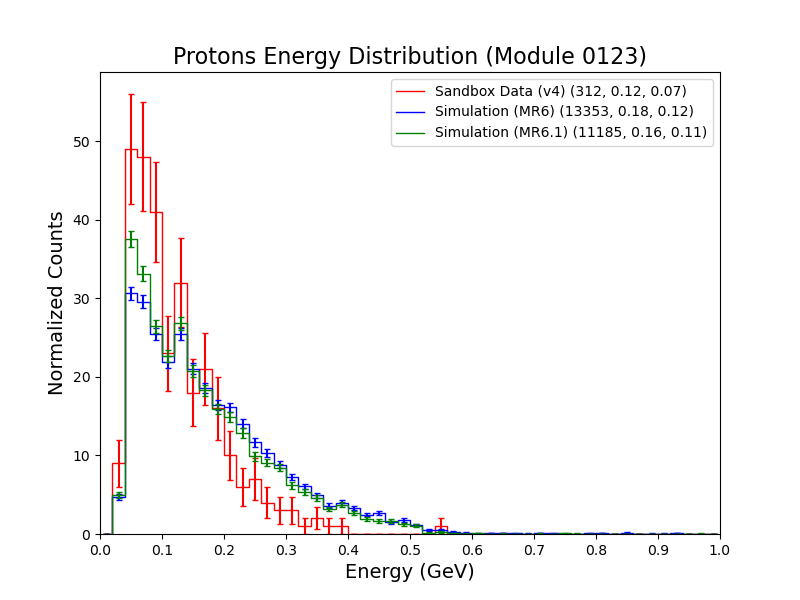 Protons Energy Distribution (Module 0123)
Sandbox Data (v4) (312, 0.12, 0.07)
Simulation (MR6) (13353, 0.18, 0.12)
Simulation (MR6.1) (11185, 0.16, 0.11)
Normalized Counts
50
40
30
20
10
0
0.0 0.1 0.2 0.3 0.4 0.5 0.6 0.7 0.8 0.9 1.0
Energy (GeV)